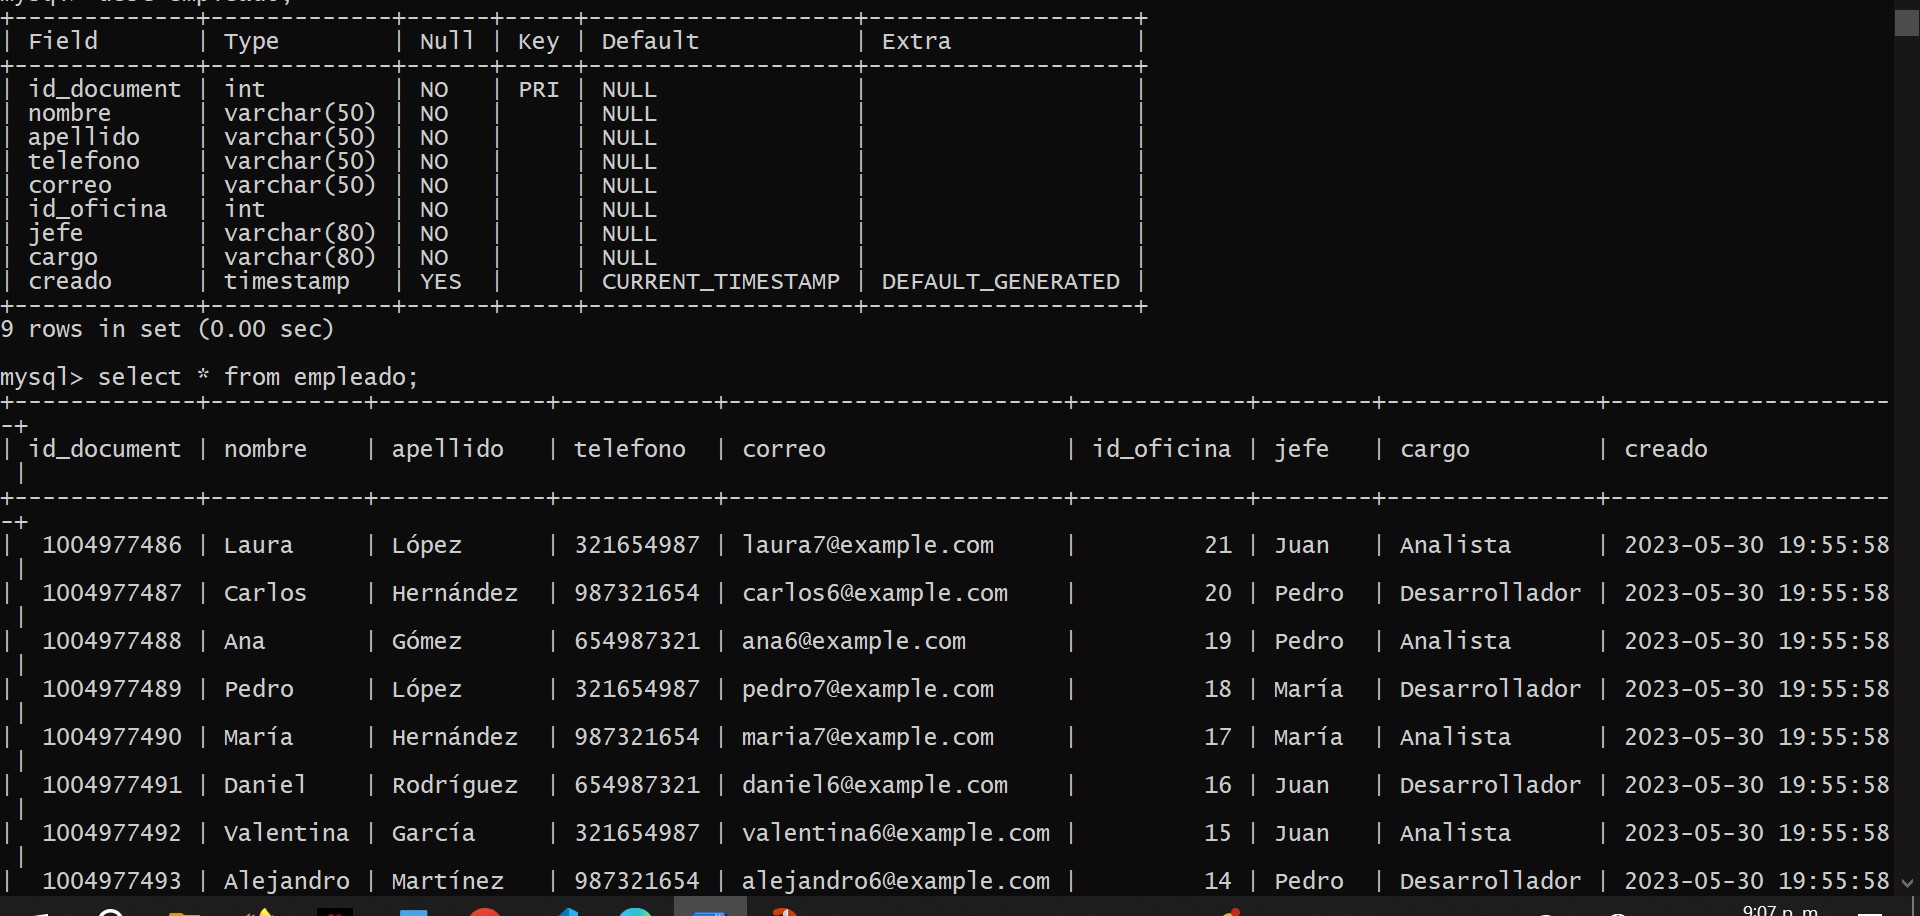 mysql> desc empleado;
+-------------+-------------+------+-----+-------------------+-------------------+
| Field       | Type        | Null | Key | Default           | Extra             |
+-------------+-------------+------+-----+-------------------+-------------------+
| id_document | int         | NO   | PRI | NULL              |                   |
| nombre      | varchar(50) | NO   |     | NULL              |                   |
| apellido    | varchar(50) | NO   |     | NULL              |                   |
| telefono    | varchar(50) | NO   |     | NULL              |                   |
| correo      | varchar(50) | NO   |     | NULL              |                   |
| id_oficina  | int         | NO   |     | NULL              |                   |
| jefe        | varchar(80) | NO   |     | NULL              |                   |
| cargo       | varchar(80) | NO   |     | NULL              |                   |
| creado      | timestamp   | YES  |     | CURRENT_TIMESTAMP | DEFAULT_GENERATED |
+-------------+-------------+------+-----+-------------------+-------------------+
9 rows in set (0.00 sec)
mysql> select * from empleado;
+-------------+-----------+------------+-----------+------------------------+------------+--------+---------------+--------------------
-+
| id_document | nombre    | apellido   | telefono  | correo                 | id_oficina | jefe   | cargo         | creado
 |
+-------------+-----------+------------+-----------+------------------------+------------+--------+---------------+--------------------
-+
|  1004977486 | Laura     | López      | 321654987 | laura7@example.com     |         21 | Juan   | Analista      | 2023-05-30 19:55:58
 |
|  1004977487 | Carlos    | Hernández  | 987321654 | carlos6@example.com    |         20 | Pedro  | Desarrollador | 2023-05-30 19:55:58
 |
|  1004977488 | Ana       | Gómez      | 654987321 | ana6@example.com       |         19 | Pedro  | Analista      | 2023-05-30 19:55:58
 |
|  1004977489 | Pedro     | López      | 321654987 | pedro7@example.com     |         18 | María  | Desarrollador | 2023-05-30 19:55:58
 |
|  1004977490 | María     | Hernández  | 987321654 | maria7@example.com     |         17 | María  | Analista      | 2023-05-30 19:55:58
 |
|  1004977491 | Daniel    | Rodríguez  | 654987321 | daniel6@example.com    |         16 | Juan   | Desarrollador | 2023-05-30 19:55:58
 |
|  1004977492 | Valentina | García     | 321654987 | valentina6@example.com |         15 | Juan   | Analista      | 2023-05-30 19:55:58
 |
|  1004977493 | Alejandro | Martínez   | 987321654 | alejandro6@example.com |         14 | Pedro  | Desarrollador | 2023-05-30 19:55:58
9:07 p. m.